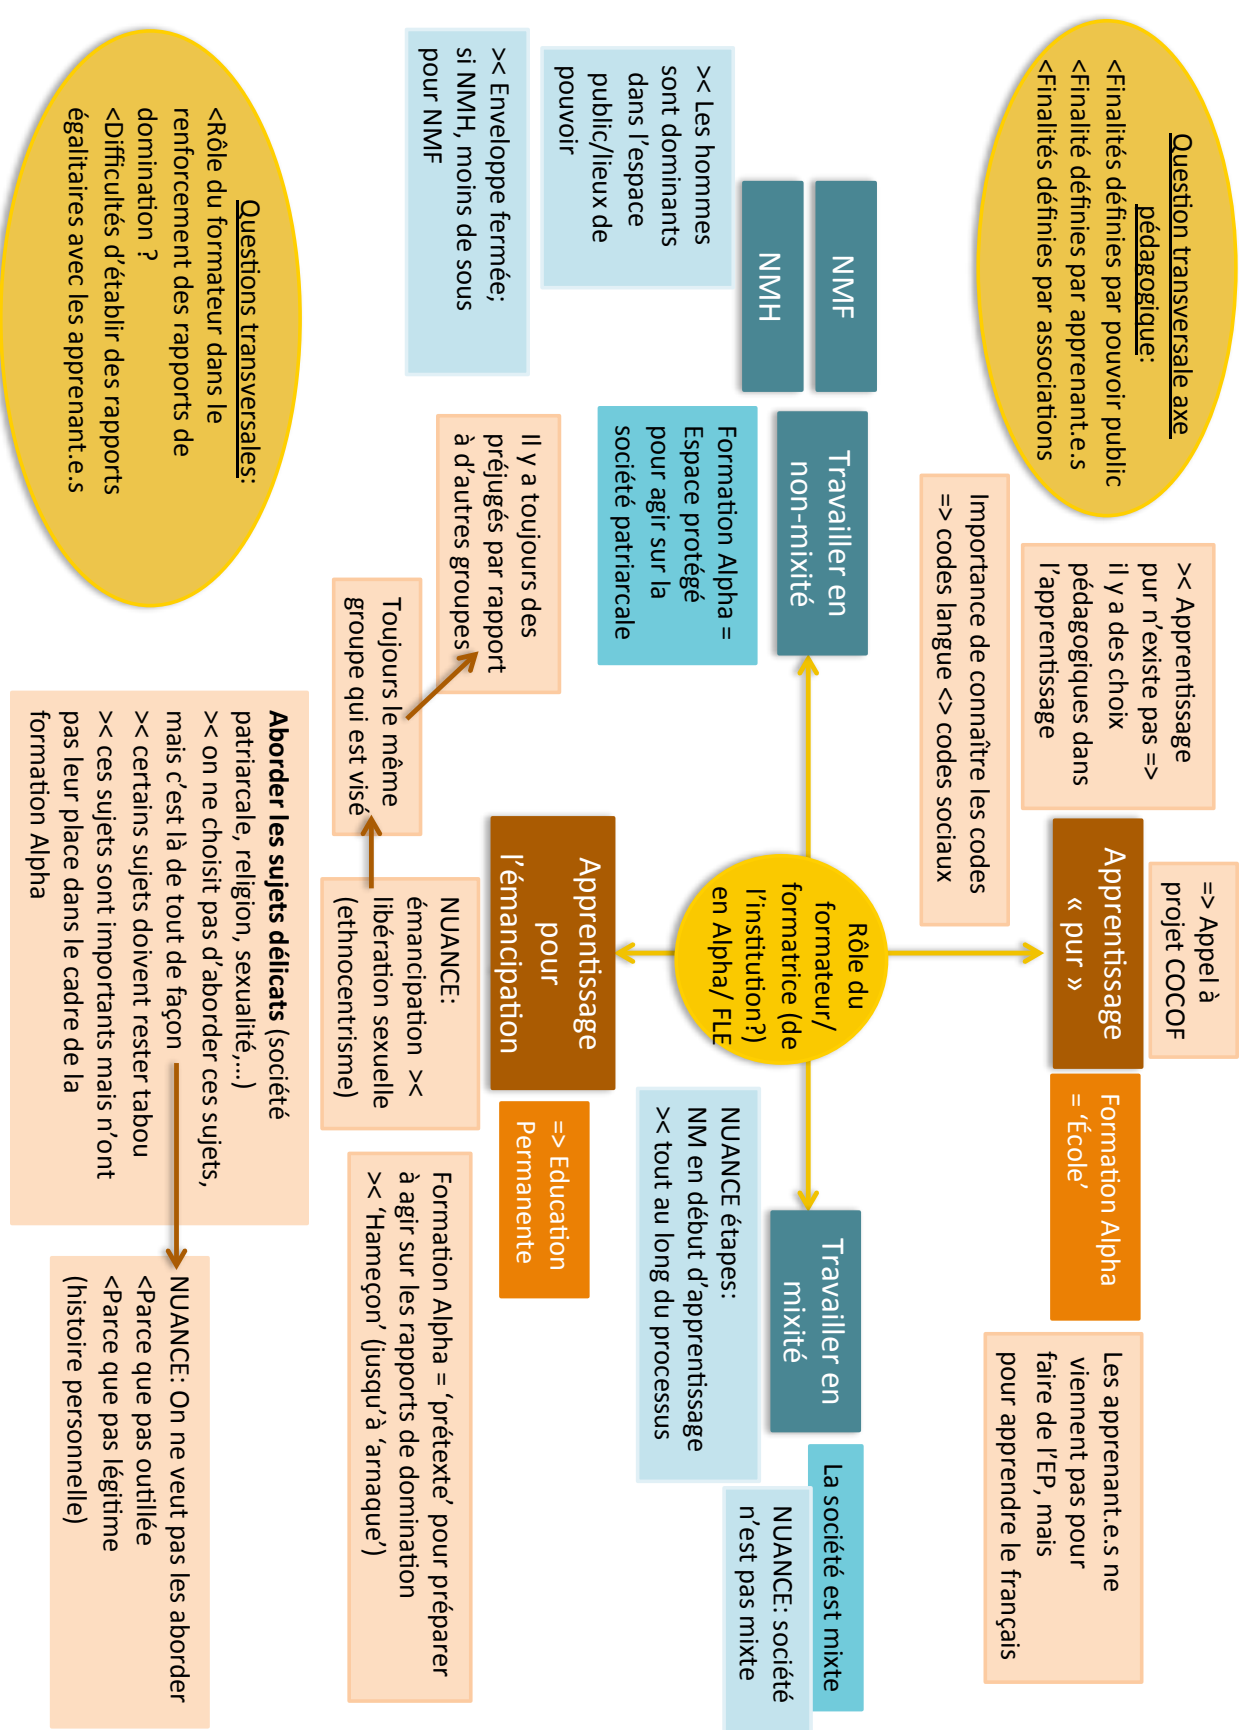 Question transversale axe
pédagogique:
<Finalités définies par pouvoir public
<Finalité définies par apprenant.e.s
<Finalités définies par associations
>< Apprentissage
pur n’existe pas =>
il y a des choix
pédagogiques dans
l’apprentissage
=> Appel à
projet COCOF
Apprentissage
« pur »
Formation Alpha
= ‘École’
Les apprenant.e.s ne
viennent pas pour
faire de l’EP, mais
pour apprendre le français
Importance de connaître les codes
=> codes langue <> codes sociaux
NMF
NMH
Travailler en
non-mixité
Rôle du
formateur/
formatrice (de
l’institution?)
en Alpha/ FLE
Travailler en
mixité
La société est mixte
NUANCE: société
n’est pas mixte
>< Les hommes
sont dominants
dans l’espace
public/lieux de
pouvoir
Formation Alpha =
Espace protégé
pour agir sur la
société patriarcale
NUANCE étapes:
NM en début d’apprentissage
>< tout au long du processus
>< Enveloppe fermée;
si NMH, moins de sous
pour NMF
Il y a toujours des
préjugés par rapport
à d’autres groupes
Apprentissage
pour
l’émancipation
=> Education
Permanente
Toujours le même
groupe qui est visé
NUANCE:
émancipation ><
libération sexuelle
(ethnocentrisme)
Formation Alpha = ‘prétexte’ pour préparer
à agir sur les rapports de domination
>< ‘Hameçon’ (jusqu’à ‘arnaque’)
Questions transversales:
<Rôle du formateur dans le
renforcement des rapports de
domination ?
<Difficultés d’établir des rapports
égalitaires avec les apprenant.e.s
Aborder les sujets délicats (société
patriarcale, religion, sexualité,…)
>< on ne choisit pas d’aborder ces sujets,
mais c’est là de tout de façon
>< certains sujets doivent rester tabou
>< ces sujets sont importants mais n’ont
pas leur place dans le cadre de la
formation Alpha
NUANCE: On ne veut pas les aborder
<Parce que pas outillée
<Parce que pas légitime
(histoire personnelle)